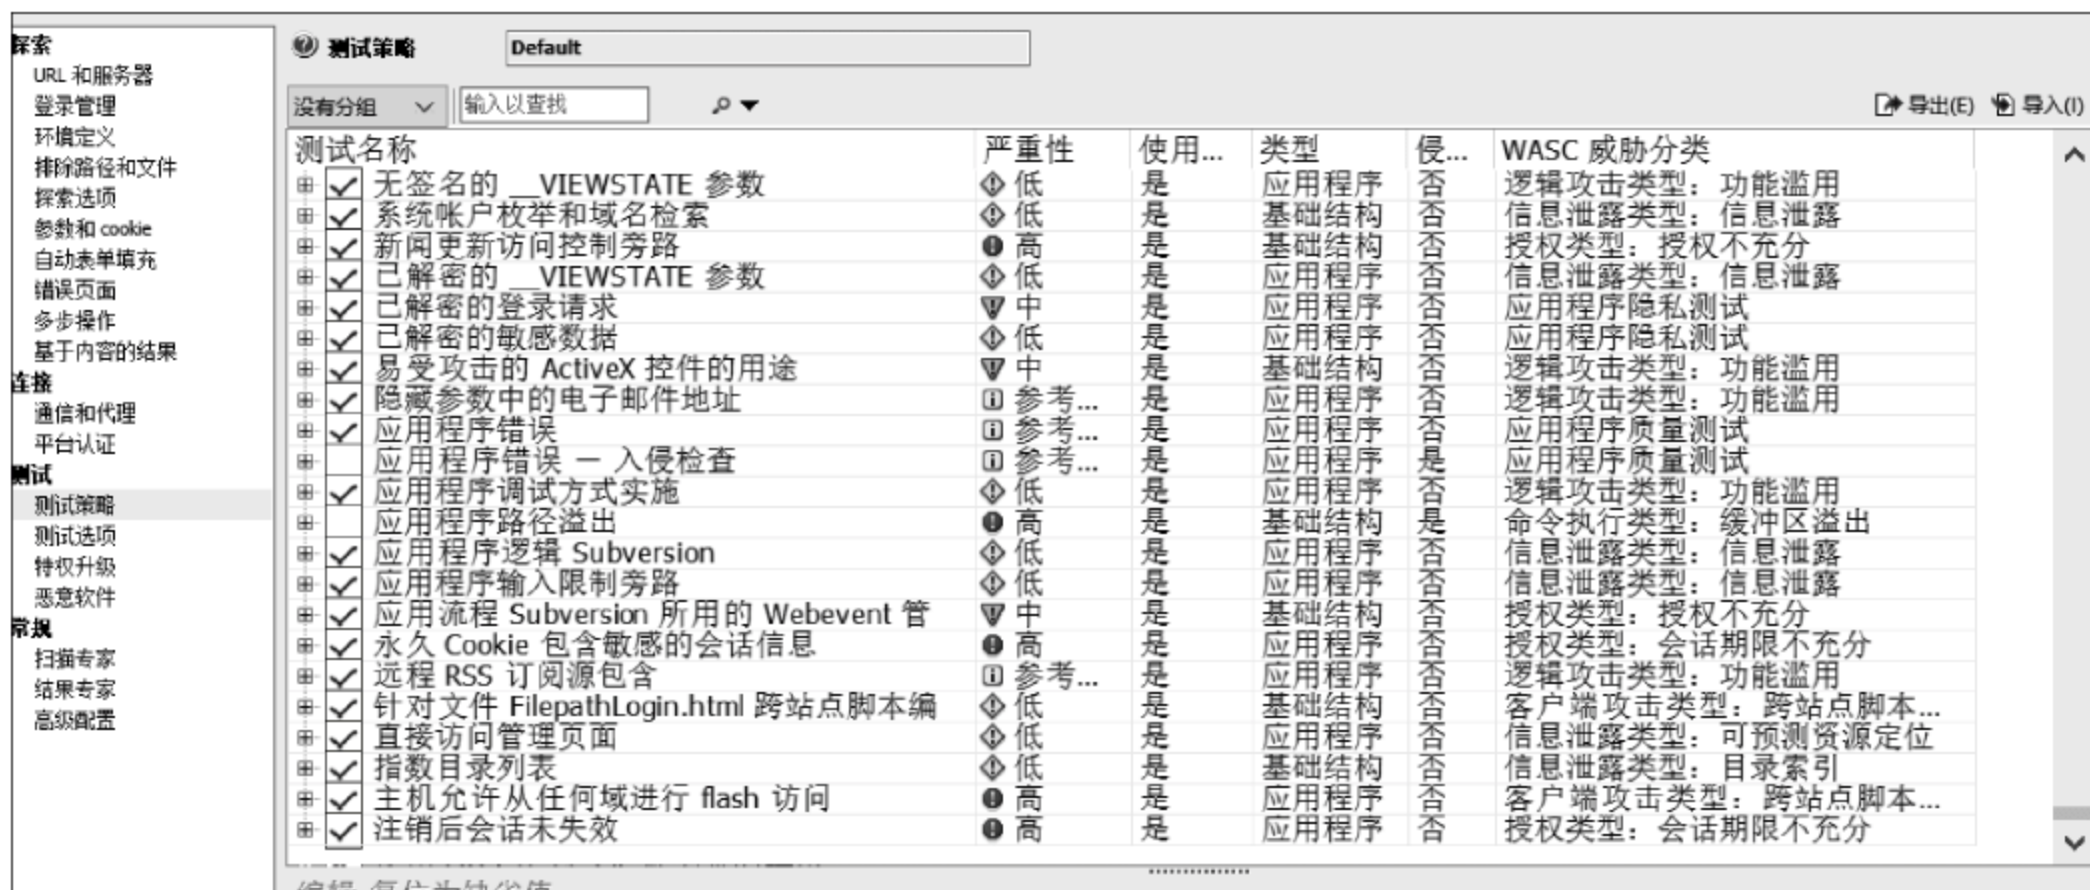 探索
URL 和服务器
登录管理
环境定义
排除路径和文件
探索选项
参数和 cookie
自动表单填充
错误页面
多步操作
基于内容的结果
连接
通信和代理
平台认证
测试
测试策略
测试选项
特权升级
恶意软件
常规
扫描专家
结果专家
高级配置
测试策略 Default
没有分组 输入以查找 导出(E) 导入(I)
测试名称 严重性 使用... 类型 侵... WASC 威胁分类
无签名的 __VIEWSTATE 参数 低 是 应用程序 否 逻辑攻击类型：功能滥用
系统帐户枚举和域名检索 低 是 基础结构 否 信息泄露类型：信息泄露
新闻更新访问控制旁路 高 是 基础结构 否 授权类型：授权不充分
已解密的 __VIEWSTATE 参数 低 是 应用程序 否 信息泄露类型：信息泄露
已解密的登录请求 中 是 应用程序 否 应用程序隐私测试
已解密的敏感数据 低 是 应用程序 否 应用程序隐私测试
易受攻击的 ActiveX 控件的用途 中 是 基础结构 否 逻辑攻击类型：功能滥用
隐藏参数中的电子邮件地址 参考... 是 应用程序 否 逻辑攻击类型：功能滥用
应用程序错误 参考... 是 应用程序 否 应用程序质量测试
应用程序错误 － 入侵检查 参考... 是 应用程序 是 应用程序质量测试
应用程序调试方式实施 低 是 应用程序 否 逻辑攻击类型：功能滥用
应用程序路径溢出 高 是 基础结构 是 命令执行类型：缓冲区溢出
应用程序逻辑 Subversion 低 是 应用程序 否 信息泄露类型：信息泄露
应用程序输入限制旁路 低 是 应用程序 否 信息泄露类型：信息泄露
应用流程 Subversion 所用的 Webevent 管 中 是 基础结构 否 授权类型：授权不充分
永久 Cookie 包含敏感的会话信息 高 是 应用程序 否 授权类型：会话期限不充分
远程 RSS 订阅源包含 参考... 是 应用程序 否 逻辑攻击类型：功能滥用
针对文件 FilepathLogin.html 跨站点脚本编 低 是 基础结构 否 客户端攻击类型：跨站点脚本...
直接访问管理页面 低 是 应用程序 否 信息泄露类型：可预测资源定位
指数目录列表 低 是 基础结构 否 信息泄露类型：目录索引
主机允许从任何域进行 flash 访问 高 是 应用程序 否 客户端攻击类型：跨站点脚本...
注销后会话未失效 高 是 应用程序 否 授权类型：会话期限不充分